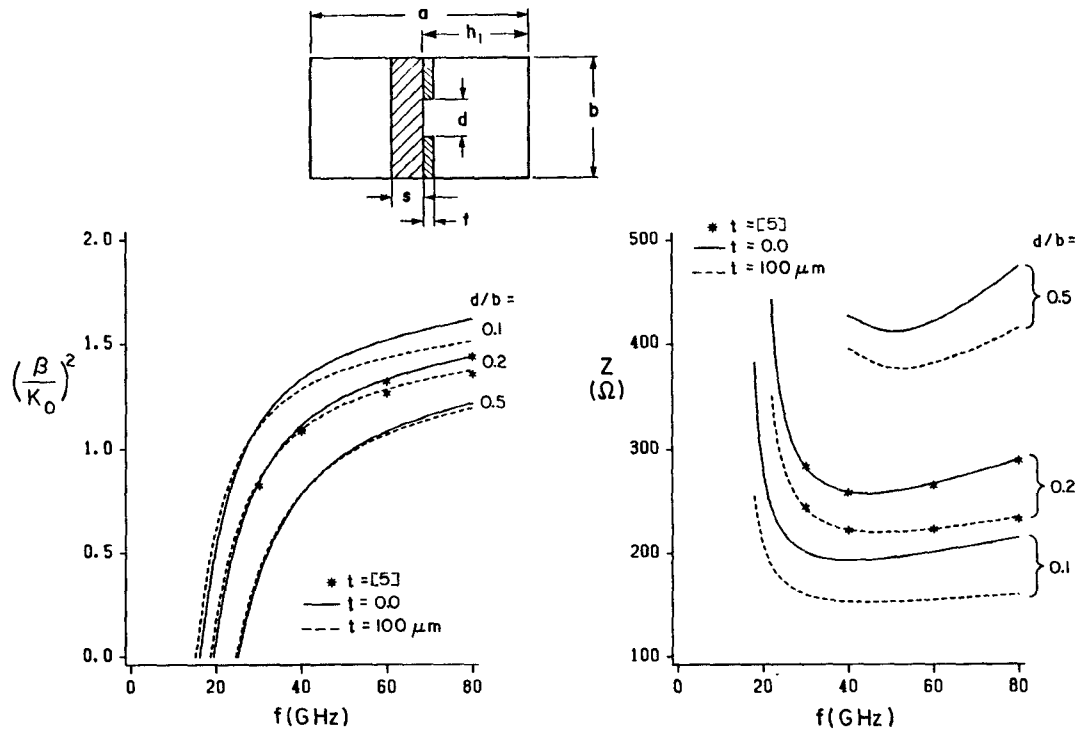 a
h₁
d
b
s
t
2.0
1.5
1.0
0.5
0.0
(β/K₀)²
d/b =
0.1
0.2
0.5
* t = [5]
t = 0.0
t = 100 μm
0 20 40 60 80
f(GHz)
500
400
300
200
100
Z
(Ω)
* t = [5]
t = 0.0
t = 100 μm
d/b =
0.5
0.2
0.1
0 20 40 60 80
f(GHz)